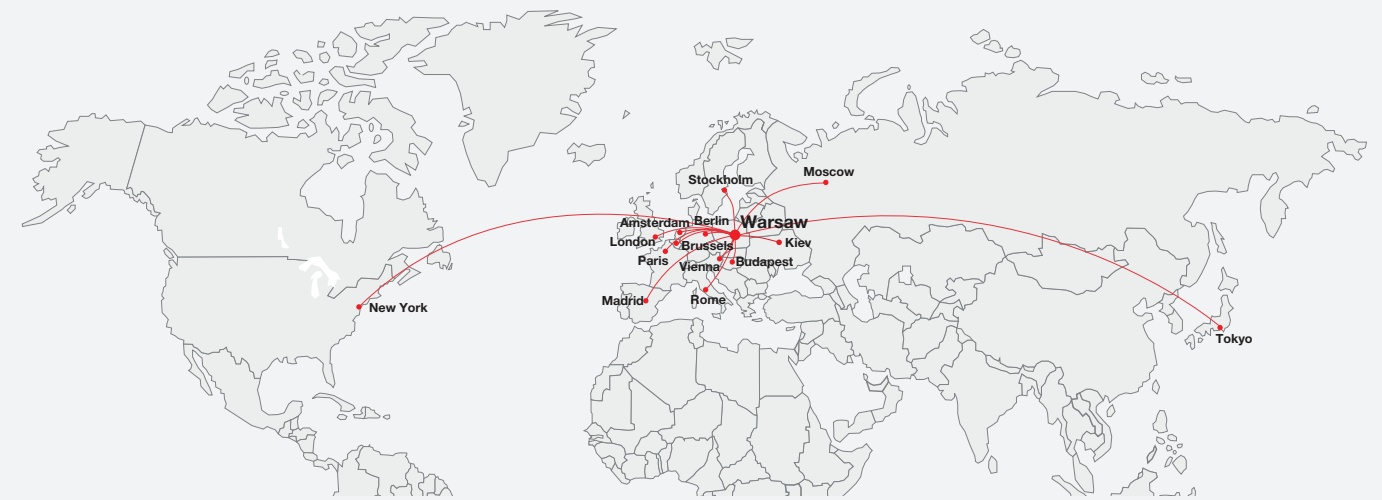 Moscow
Stockholm
Amsterdam
Berlin
Warsaw
London
Brussels
Kiev
Paris
Vienna
Budapest
Madrid
Rome
New York
Tokyo